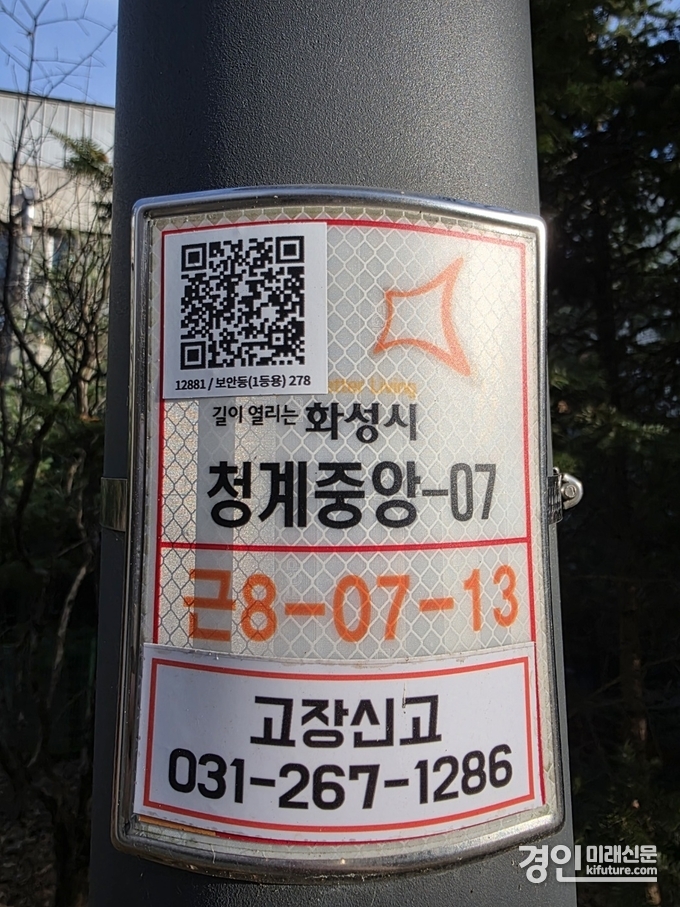 12881 / 보안등(1등용) 278
길이 열리는 화성시
청계중앙-07
근8-07-13
고장신고
031-267-1286
경인미래신문
kifuture.com